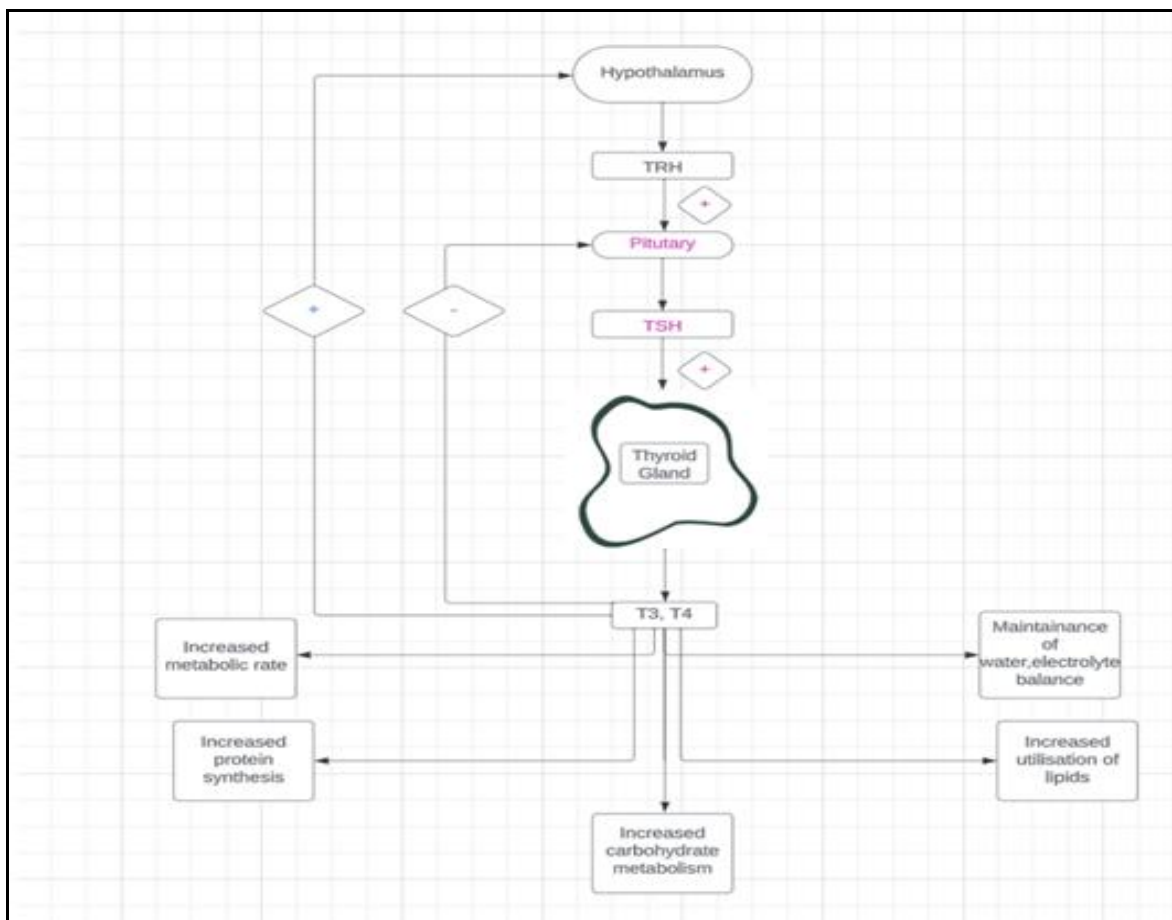 Hypothalamus
TRH
+
Pitutary
+
-
TSH
+
Thyroid
Gland
T3, T4
Increased
metabolic rate
Maintainance
of
water,electrolyte
balance
Increased
protein
synthesis
Increased
utilisation of
lipids
Increased
carbohydrate
metabolism